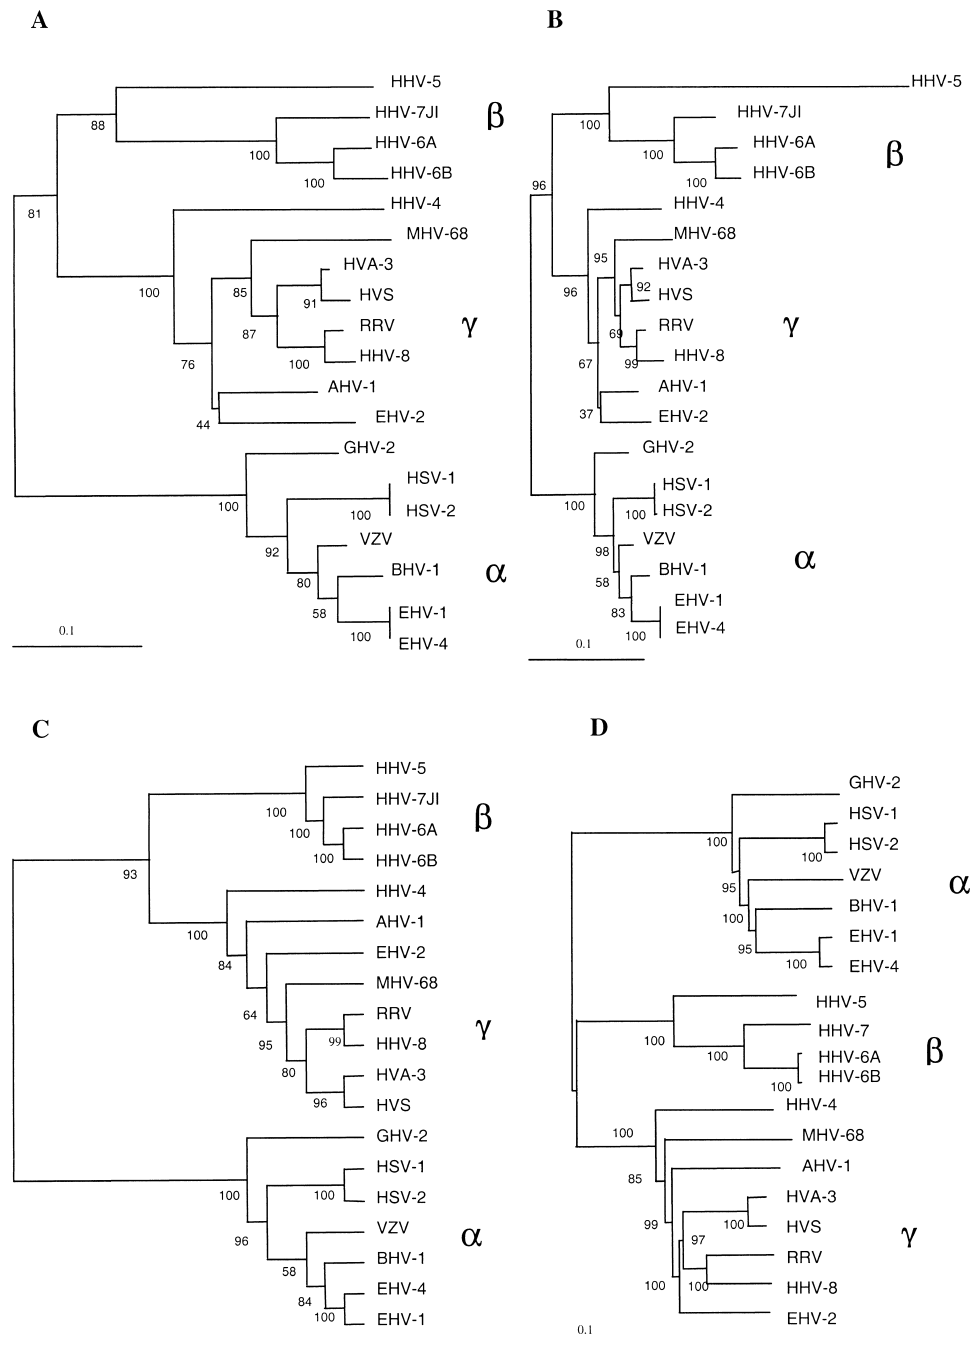 A
HHV-5
88
HHV-7JI
β
HHV-6A
100
HHV-6B
100
81
HHV-4
MHV-68
HVA-3
100
85
HVS
91
γ
RRV
87
HHV-8
76
100
AHV-1
EHV-2
44
GHV-2
HSV-1
100
HSV-2
100
VZV
92
BHV-1
α
80
EHV-1
58
100
EHV-4
0.1
B
HHV-5
100
HHV-7JI
HHV-6A
β
100
HHV-6B
100
96
HHV-4
MHV-68
95
HVA-3
96
92
HVS
γ
RRV
69
HHV-8
67
99
AHV-1
EHV-2
37
GHV-2
HSV-1
100
HSV-2
100
VZV
98
BHV-1
α
58
EHV-1
83
EHV-4
100
0.1
C
HHV-5
HHV-7JI
100
β
HHV-6A
100
HHV-6B
100
93
HHV-4
AHV-1
100
EHV-2
84
MHV-68
RRV
64
γ
HHV-8
95
99
80
HVA-3
96
HVS
GHV-2
HSV-1
100
100
HSV-2
VZV
96
α
BHV-1
58
EHV-4
84
100
EHV-1
D
GHV-2
HSV-1
100
HSV-2
100
VZV
95
α
BHV-1
100
EHV-1
95
100
EHV-4
HHV-5
HHV-7
100
β
100
HHV-6A
HHV-6B
100
HHV-4
100
MHV-68
AHV-1
85
HVA-3
99
100
HVS
97
γ
RRV
100
100
HHV-8
EHV-2
0.1